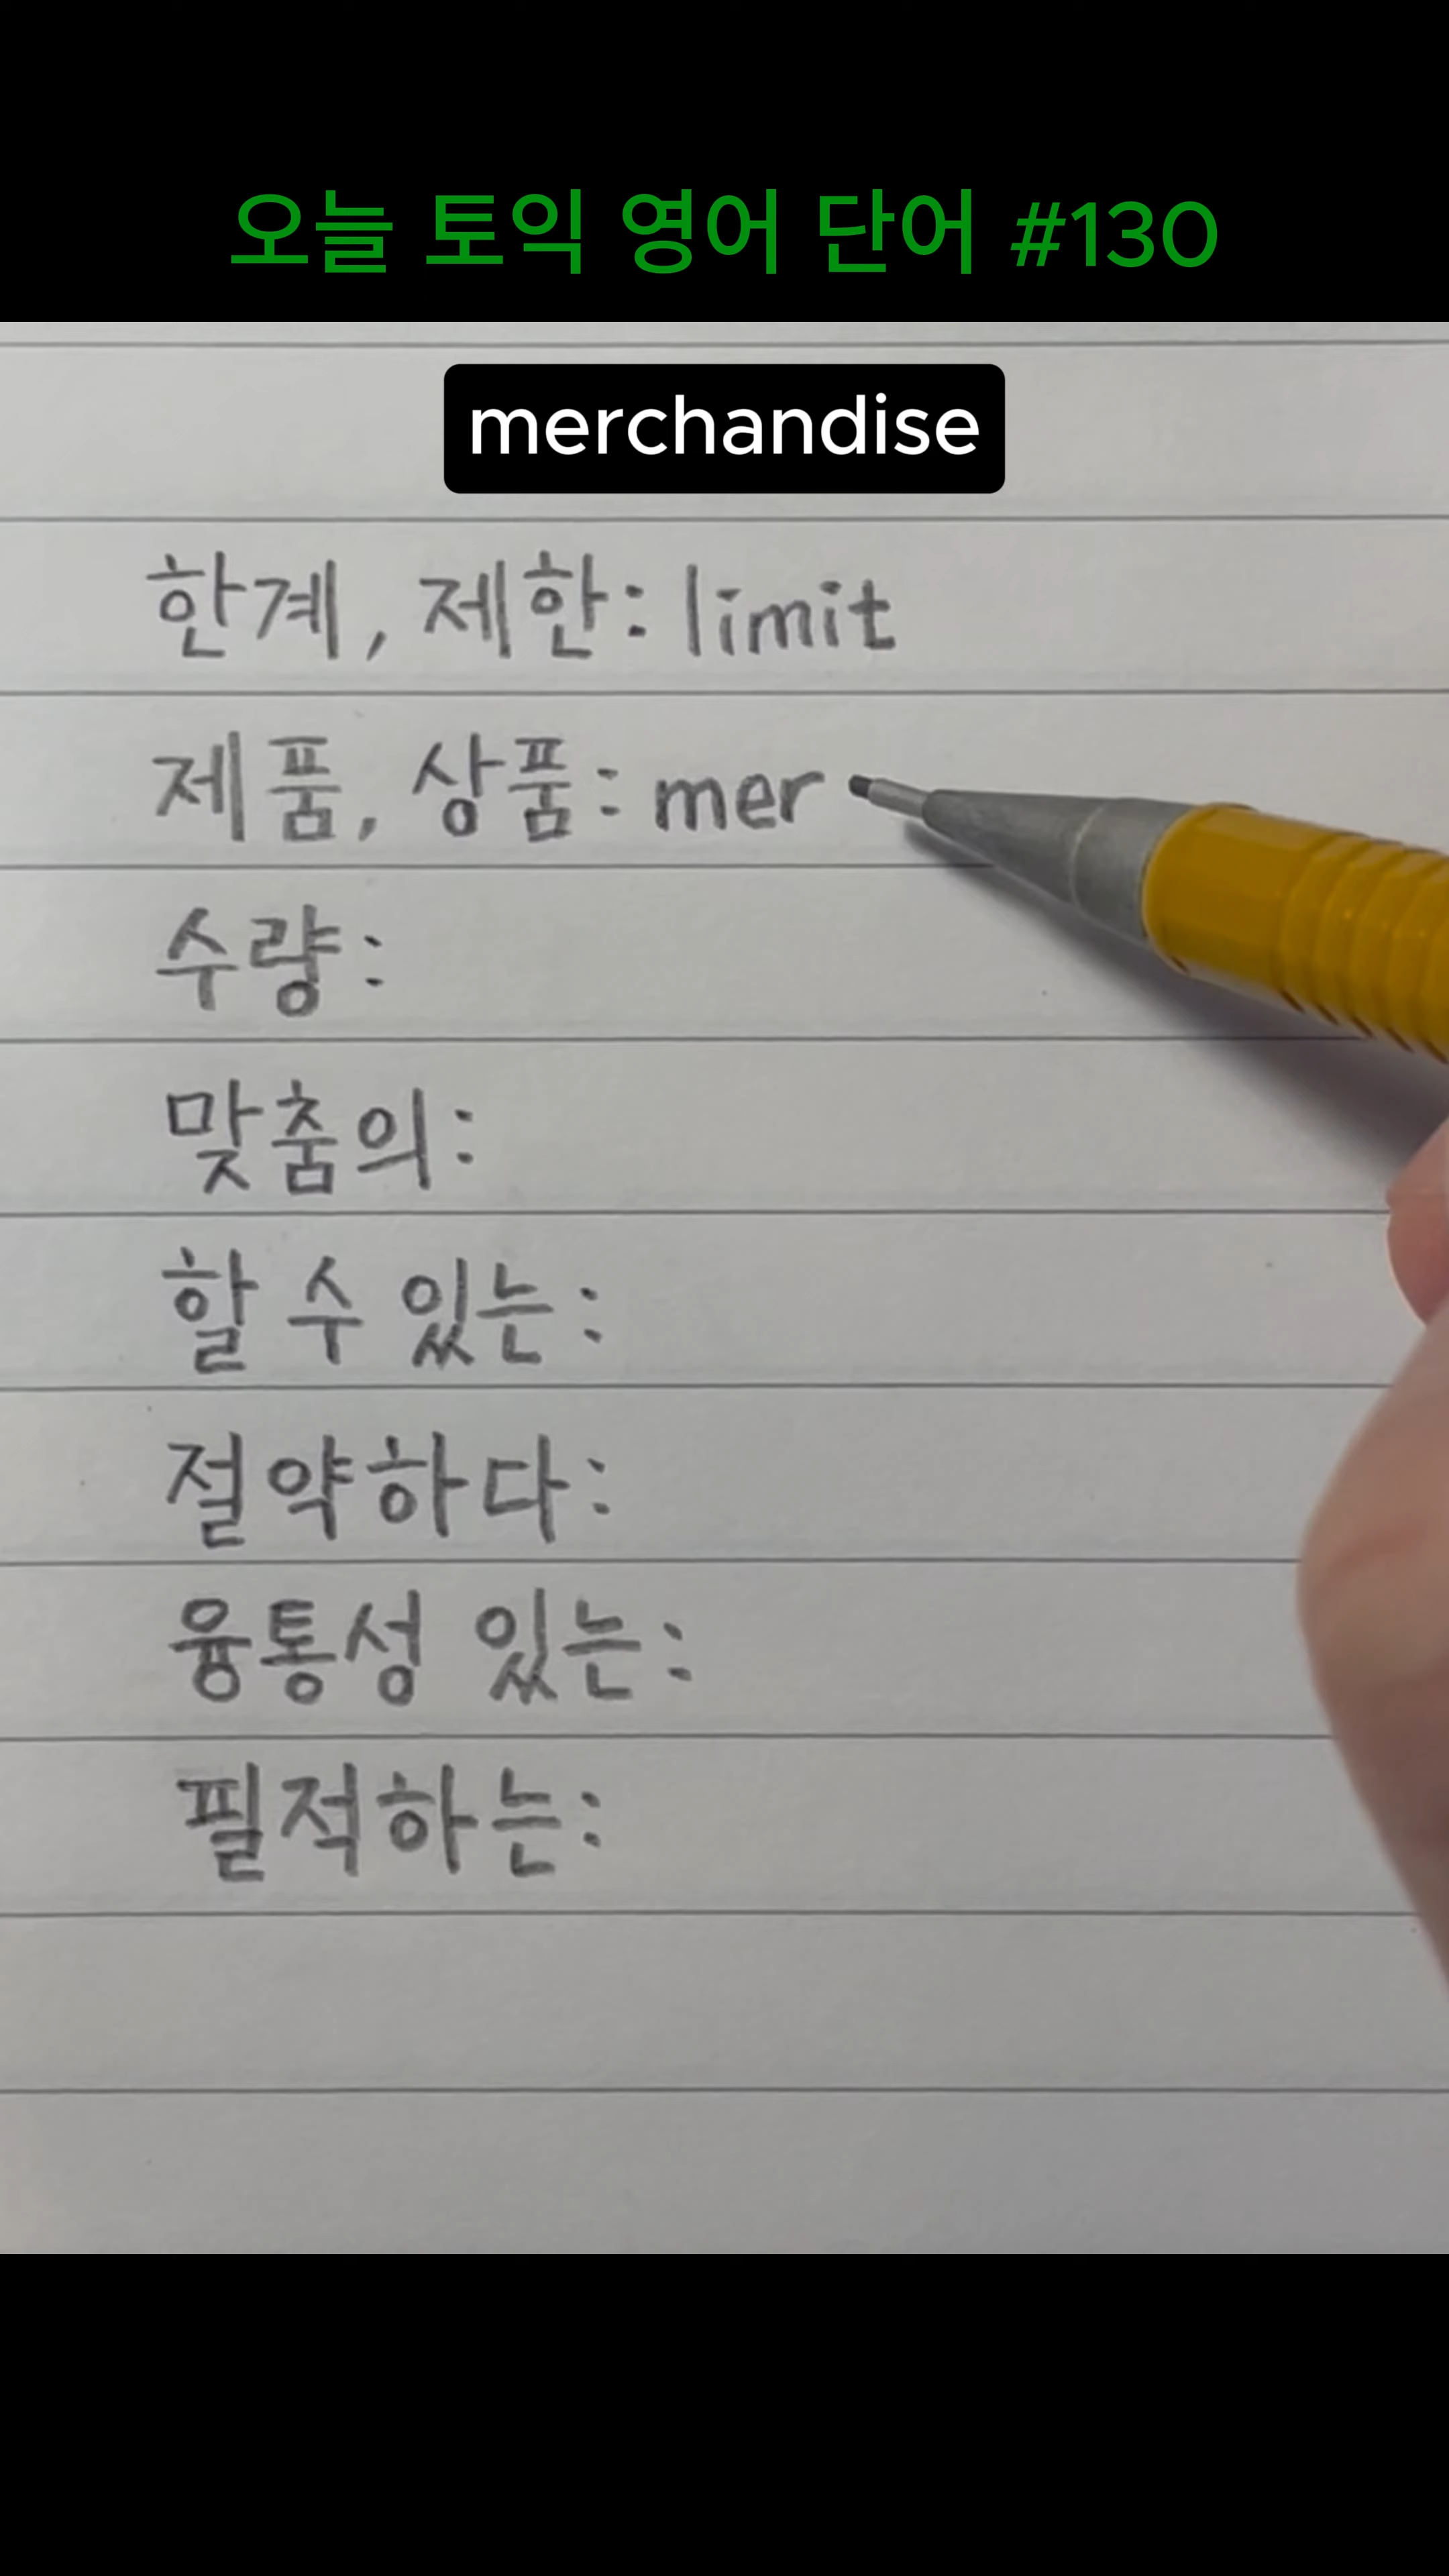 오늘 토익 영어 단어 #130
merchandise
한계, 제한: limit
제품, 상품: mer
수량:
맞춤의:
할 수 있는:
절약하다:
융통성 있는:
필적하는: